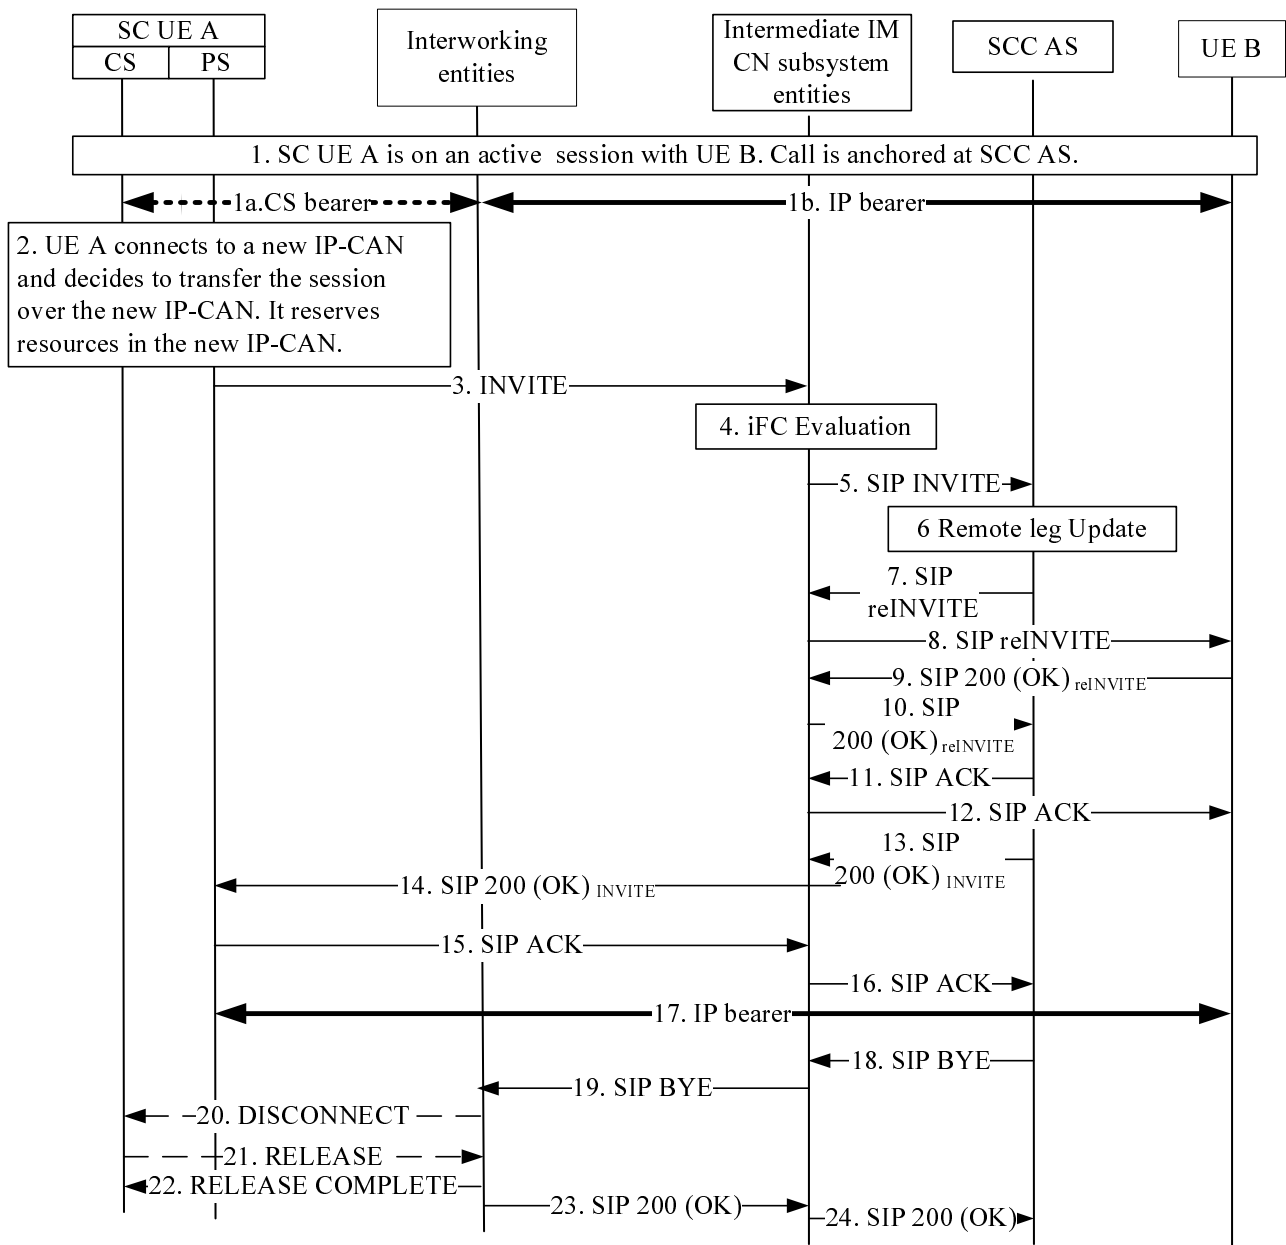 SC UE A
CS PS
Interworking
entities
Intermediate IM
CN subsystem
entities
SCC AS
UE B
1. SC UE A is on an active session with UE B. Call is anchored at SCC AS.
1a.CS bearer
1b. IP bearer
2. UE A connects to a new IP-CAN
and decides to transfer the session
over the new IP-CAN. It reserves
resources in the new IP-CAN.
3. INVITE
4. iFC Evaluation
5. SIP INVITE
6 Remote leg Update
7. SIP
reINVITE
8. SIP reINVITE
9. SIP 200 (OK) reINVITE
10. SIP
200 (OK) reINVITE
11. SIP ACK
12. SIP ACK
13. SIP
200 (OK) INVITE
14. SIP 200 (OK) INVITE
15. SIP ACK
16. SIP ACK
17. IP bearer
18. SIP BYE
19. SIP BYE
20. DISCONNECT
21. RELEASE
22. RELEASE COMPLETE
23. SIP 200 (OK)
24. SIP 200 (OK)